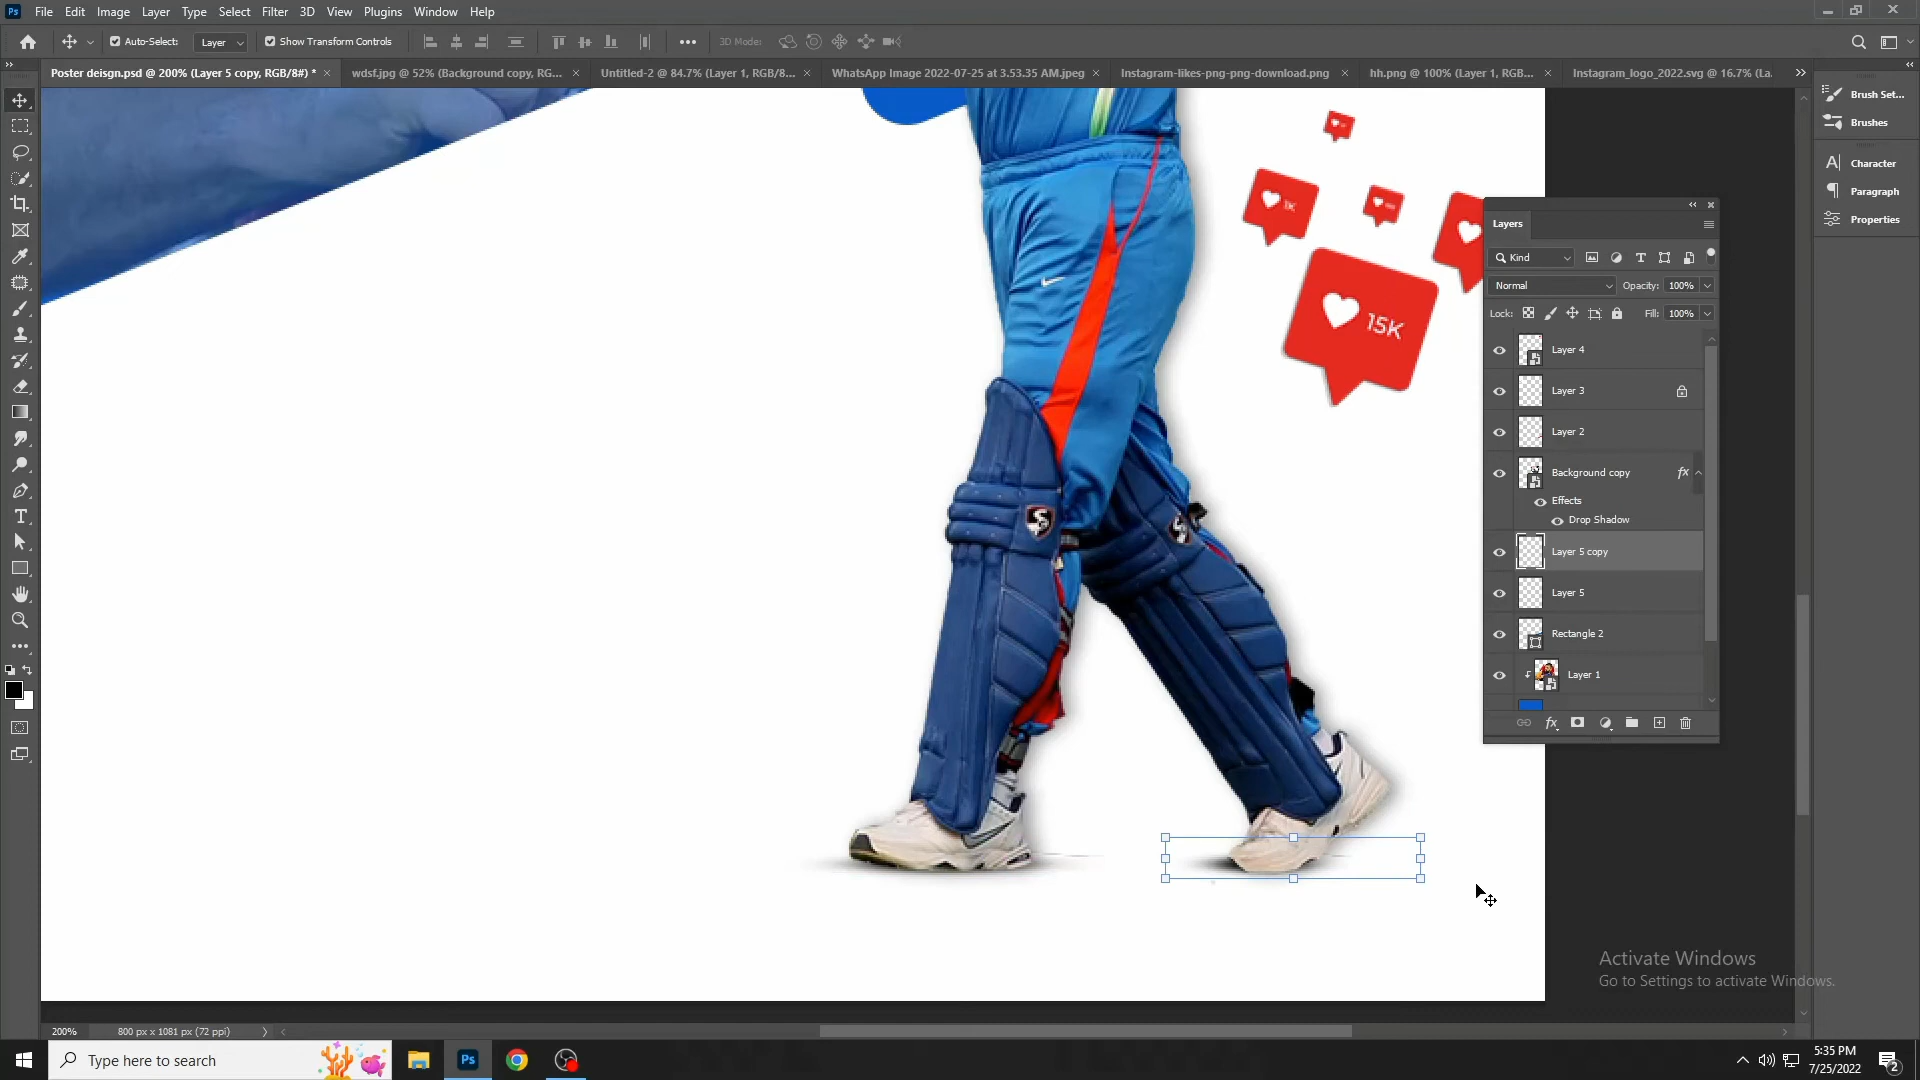 Ps File Edit Image Layer Type Select Filter 3D View Plugins Window Help
Auto-Select: Layer Show Transform Controls 3D Mode:
Poster deisgn.psd @ 200% (Layer 5 copy, RGB/8#) * × wdsf.jpg @ 52% (Background copy, RG... × Untitled-2 @ 84.7% (Layer 1, RGB/8... × WhatsApp Image 2022-07-25 at 3.53.35 AM.jpeg × Instagram-likes-png-png-download.png × hh.png @ 100% (Layer 1, RGB... × Instagram_logo_2022.svg @ 16.7% (La.
Brush Set...
Brushes
Character
Paragraph
Properties
1K
15K
Layers
Kind
Normal Opacity: 100%
Lock: Fill: 100%
Layer 4
Layer 3
Layer 2
Background copy fx
Effects
Drop Shadow
Layer 5 copy
Layer 5
Rectangle 2
Layer 1
fx
Activate Windows
Go to Settings to activate Windows.
200% 800 px x 1081 px (72 ppi)
Type here to search
Ps
5:35 PM
7/25/2022
2